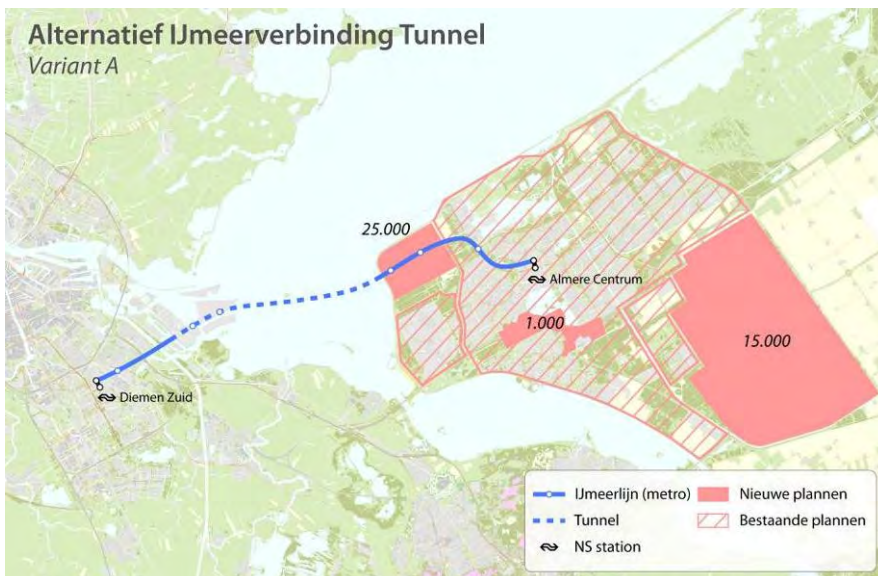 Alternatief IJmeerverbinding Tunnel
Variant A
25.000
Almere Centrum
1.000
15.000
Diemen Zuid
IJmeerlijn (metro)
Nieuwe plannen
Tunnel
Bestaande plannen
NS station